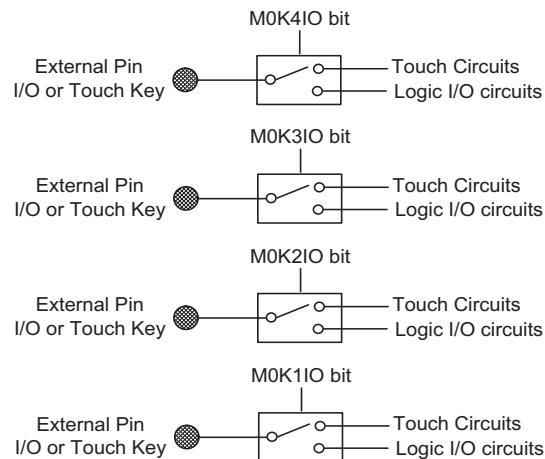 M0K4IO bit
External Pin
I/O or Touch Key
Touch Circuits
Logic I/O circuits
M0K3IO bit
External Pin
I/O or Touch Key
Touch Circuits
Logic I/O circuits
M0K2IO bit
External Pin
I/O or Touch Key
Touch Circuits
Logic I/O circuits
M0K1IO bit
External Pin
I/O or Touch Key
Touch Circuits
Logic I/O circuits